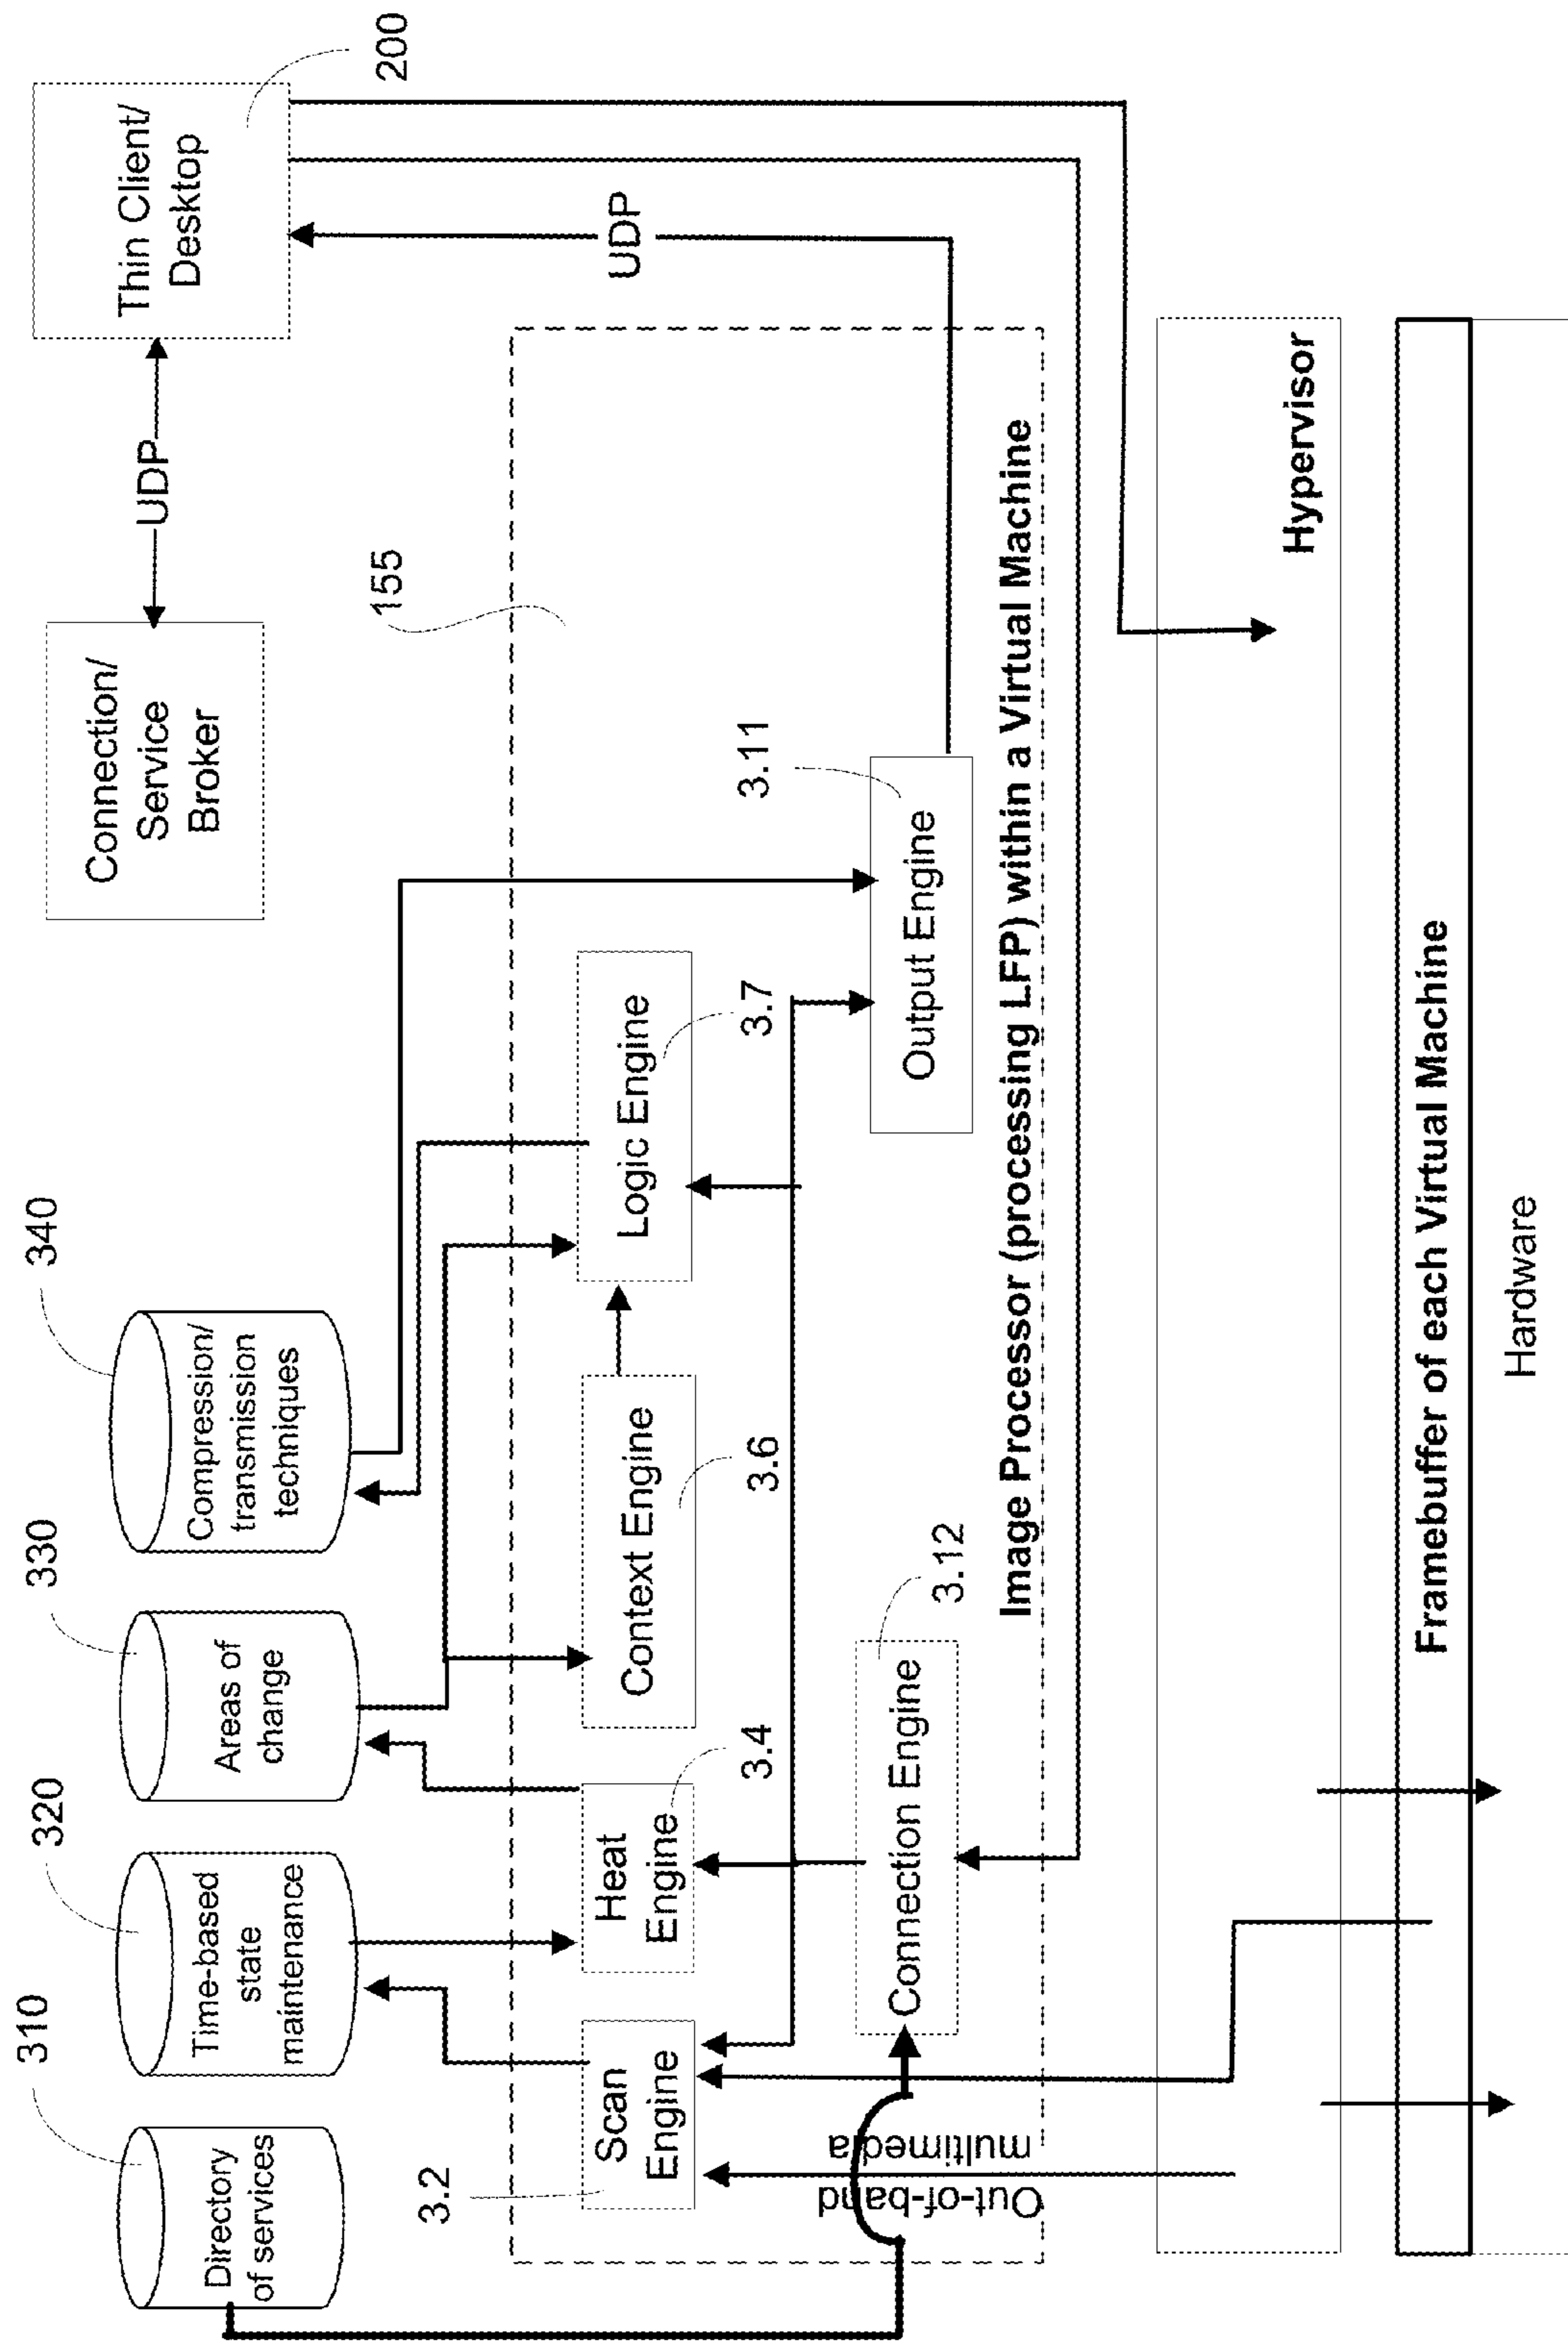 310
320
330
340
Directory
of services
Time-based
state
maintenance
Areas of
change
Compression/
transmission
techniques
Connection/
Service
Broker
UDP
Thin Client/
Desktop
200
155
3.2
Scan
Engine
Heat
Engine
3.4
Context Engine
3.6
Logic Engine
3.7
UDP
Out-of-band
multimedia
Connection Engine
3.12
Output Engine
3.11
Image Processor (processing LFP) within a Virtual Machine
Hypervisor
Framebuffer of each Virtual Machine
Hardware